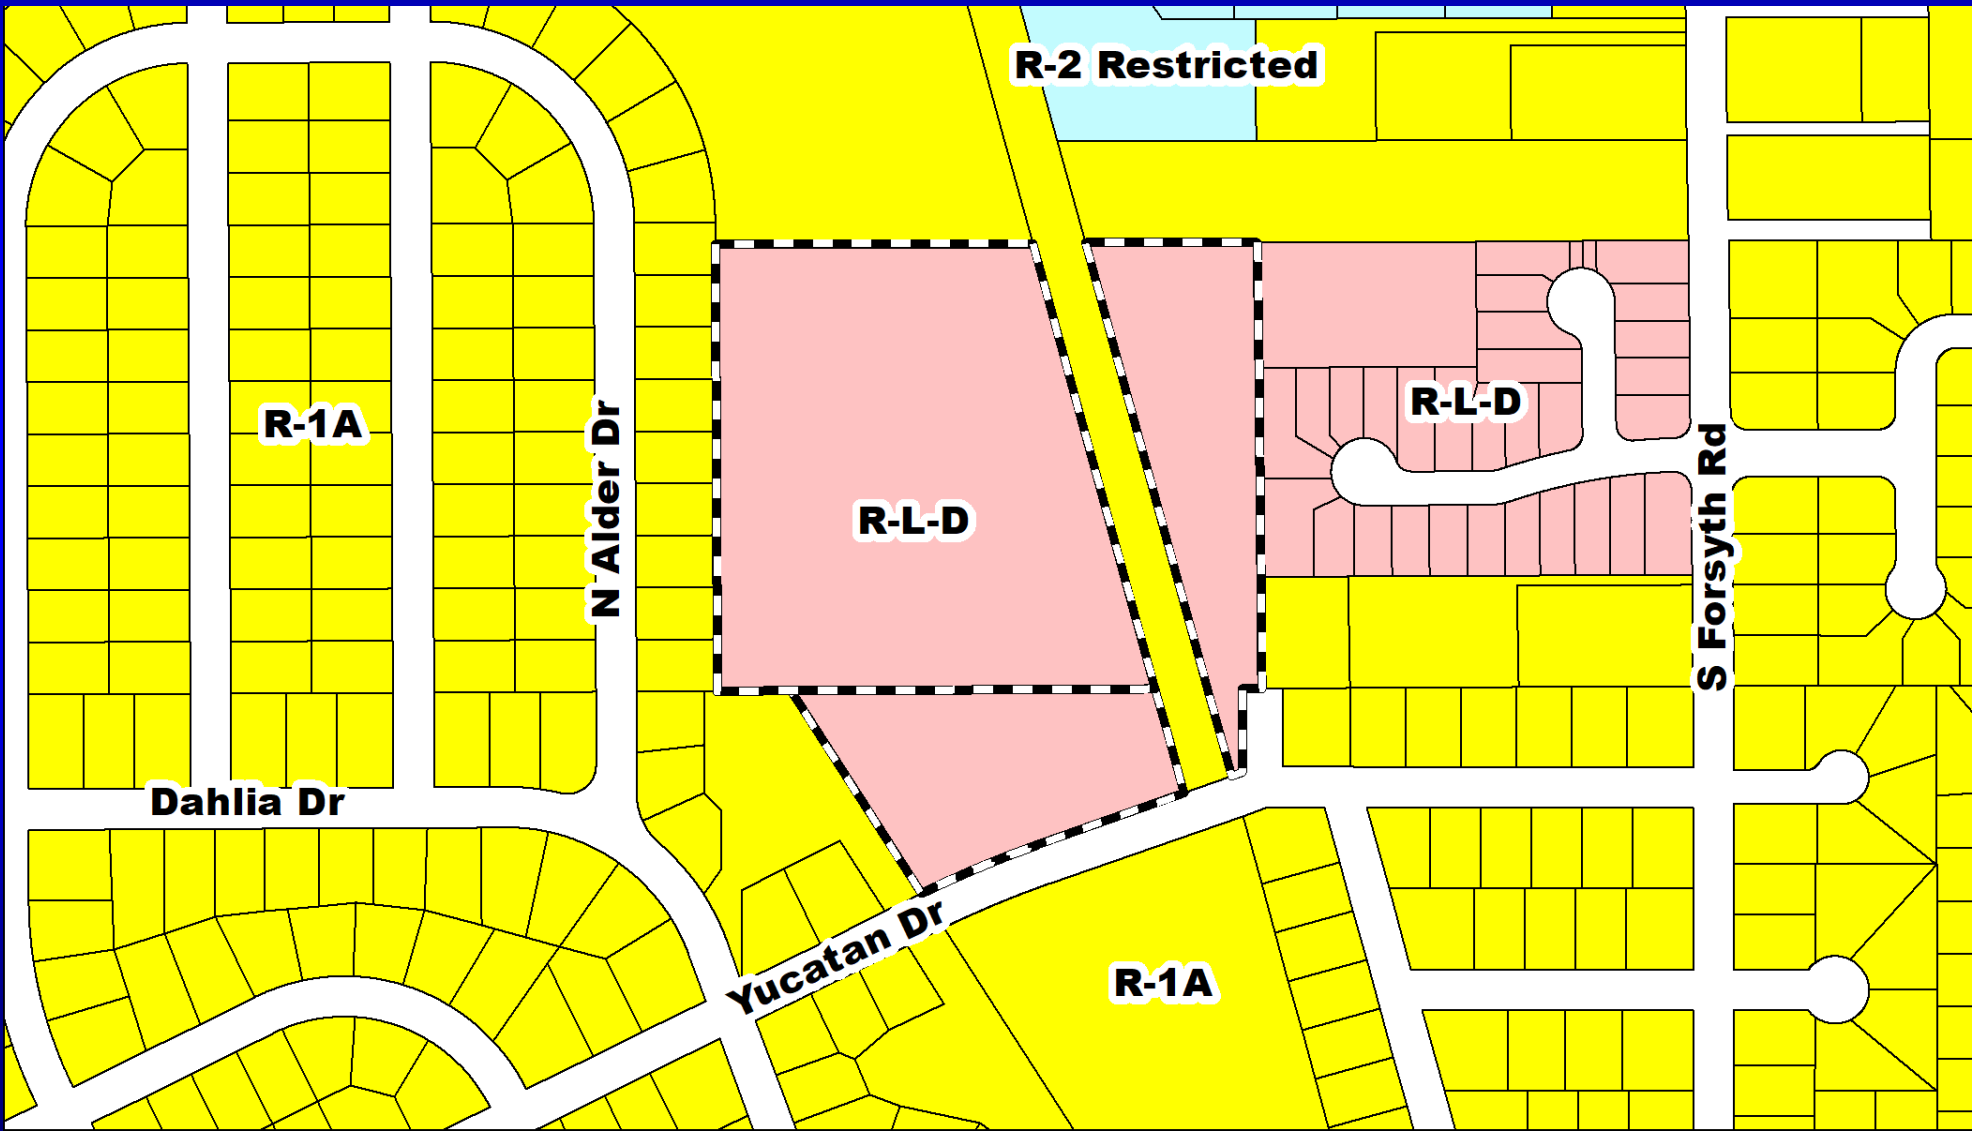 R-2 Restricted
R-1A
N Alder Dr
R-L-D
R-L-D
S Forsyth Rd
Dahlia Dr
Yucatan Dr
R-1A